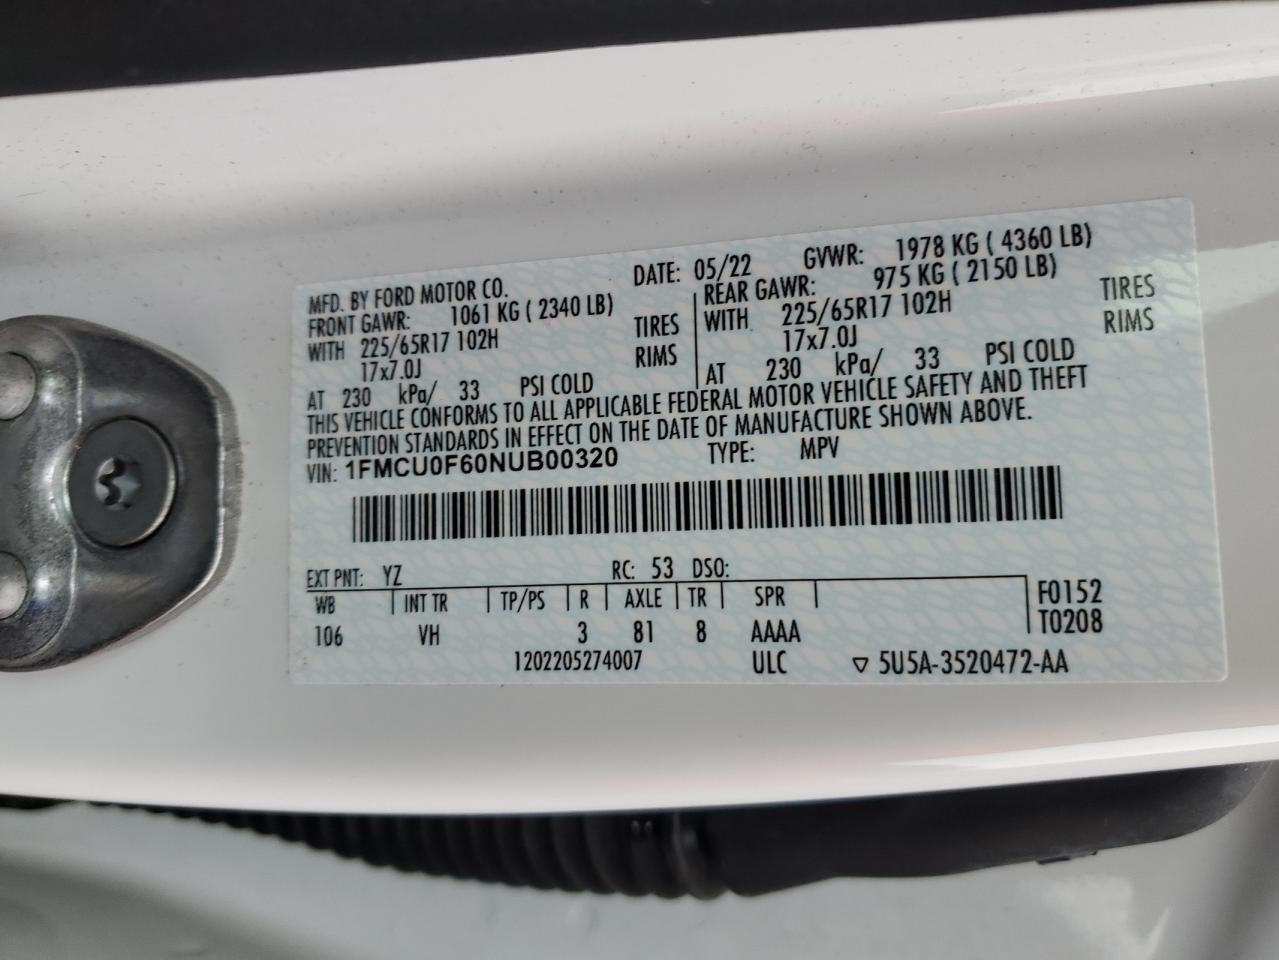 MFD. BY FORD MOTOR CO. DATE: 05/22 GVWR: 1978 KG ( 4360 LB)
FRONT GAWR: 1061 KG ( 2340 LB) REAR GAWR: 975 KG ( 2150 LB)
WITH 225/65R17 102H TIRES WITH 225/65R17 102H TIRES
17x7.0J RIMS 17x7.0J RIMS
AT 230 kPa/ 33 PSI COLD AT 230 kPa/ 33 PSI COLD
THIS VEHICLE CONFORMS TO ALL APPLICABLE FEDERAL MOTOR VEHICLE SAFETY AND THEFT
PREVENTION STANDARDS IN EFFECT ON THE DATE OF MANUFACTURE SHOWN ABOVE.
VIN: 1FMCU0F60NUB00320 TYPE: MPV
EXT PNT: YZ RC: 53 DSO:
WB INT TR TP/PS R AXLE TR SPR F0152
106 VH 3 81 8 AAAA T0208
1202205274007 ULC ▽ 5U5A-3520472-AA